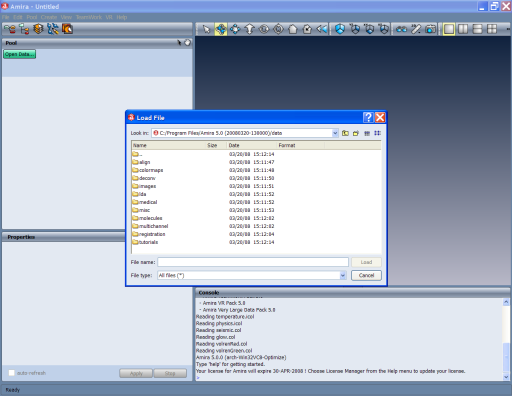 Amira - Untitled
File Edit Pool Create View TeamWork VR Help
Pool
Open Data...
Load File
Look in: C:/Program Files/Amira 5.0 (20080320-130000)/data
Name Size Date Format
.. 03/20/08 15:12:14
align 03/20/08 15:11:47
colormaps 03/20/08 15:11:48
deconv 03/20/08 15:11:50
images 03/20/08 15:11:51
lda 03/20/08 15:11:52
medical 03/20/08 15:11:52
misc 03/20/08 15:11:53
molecules 03/20/08 15:12:02
multichannel 03/20/08 15:12:02
registration 03/20/08 15:12:04
tutorials 03/20/08 15:12:14
File name: Load
File type: All files (*) Cancel
Properties
auto-refresh Apply Stop
Console
- Amira VR Pack 5.0
- Amira Very Large Data Pack 5.0
Reading temperature.icol
Reading physics.icol
Reading seismic.col
Reading glow.col
Reading volrenRed.col
Reading volrenGreen.col
Amira 5.0.0 [arch-Win32VC8-Optimize]
Type 'help' for getting started.
Your license for Amira will expire 30-APR-2008 ! Choose License Manager from the Help menu to update your license.
>
Ready